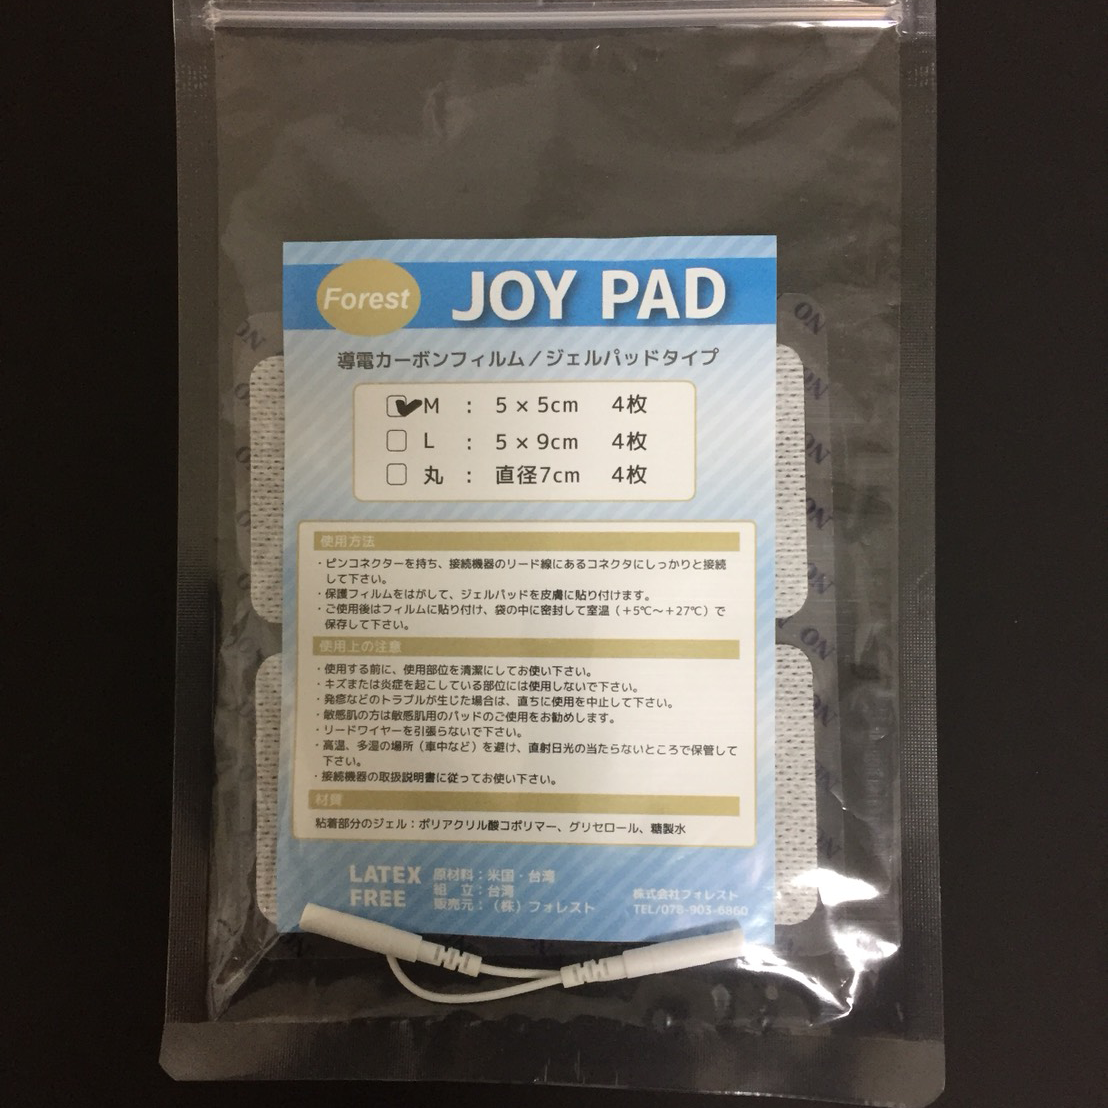 Forest
JOY PAD
導電カーボンフィルム／ジェルパッドタイプ
M ： 5×5cm 4枚
L ： 5×9cm 4枚
丸 ： 直径7cm 4枚
使用方法
・ピンコネクターを持ち、接続機器のリード線にあるコネクタにしっかりと接続
して下さい。
・保護フィルムをはがして、ジェルパッドを皮膚に貼り付けます。
・ご使用後はフィルムに貼り付け、袋の中に密封して室温（＋5℃～＋27℃）で
保存して下さい。
使用上の注意
・使用する前に、使用部位を清潔にしてお使い下さい。
・キズまたは炎症を起こしている部位には使用しないで下さい。
・発疹などのトラブルが生じた場合は、直ちに使用を中止して下さい。
・敏感肌の方は敏感肌用のパッドのご使用をお勧めします。
・リードワイヤーを引張らないで下さい。
・高温、多湿の場所（車中など）を避け、直射日光の当たらないところで保管して
下さい。
・接続機器の取扱説明書に従ってお使い下さい。
材質
粘着部分のジェル：ポリアクリル酸コポリマー、グリセロール、糖製水
LATEX
FREE
原材料：米国・台湾
組　立：台湾
販売元：（株）フォレスト
株式会社フォレスト
TEL/078-903-6860
ON
ON
ON
ON
ON
ON